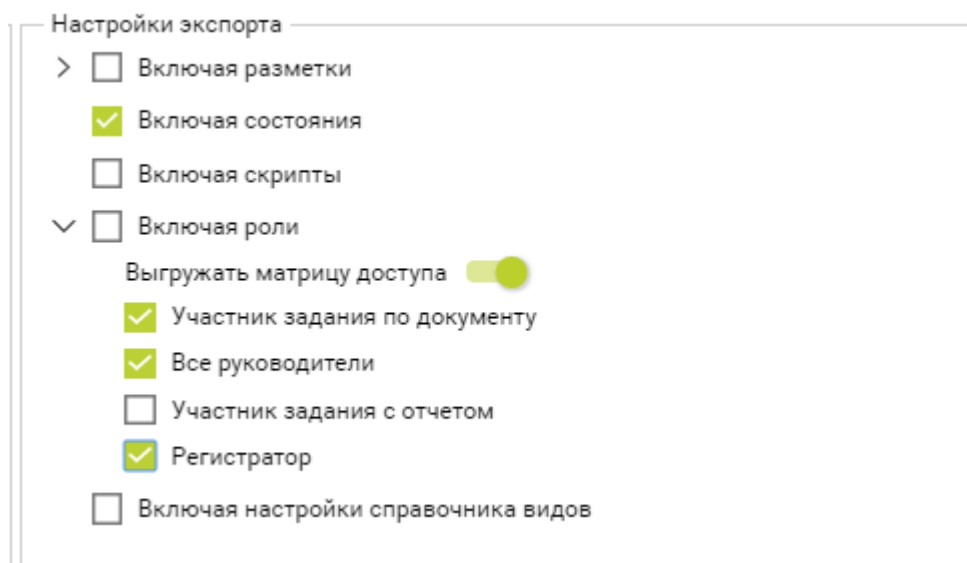 Настройки экспорта
Включая разметки
Включая состояния
Включая скрипты
Включая роли
Выгружать матрицу доступа
Участник задания по документу
Все руководители
Участник задания с отчетом
Регистратор
Включая настройки справочника видов